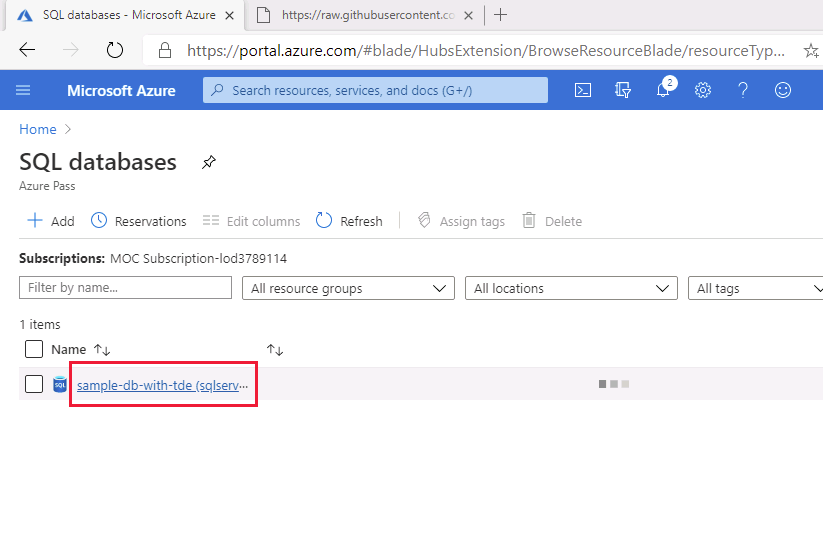 SQL databases - Microsoft Azure
https://raw.githubusercontent.co
https://portal.azure.com/#blade/HubsExtension/BrowseResourceBlade/resourceTyp...
Microsoft Azure
Search resources, services, and docs (G+/)
2
Home
SQL databases
Azure Pass
Add
Reservations
Edit columns
Refresh
Assign tags
Delete
Subscriptions: MOC Subscription-lod3789114
Filter by name...
All resource groups
All locations
All tags
1 items
Name
SQL
sample-db-with-tde (sqlserv...